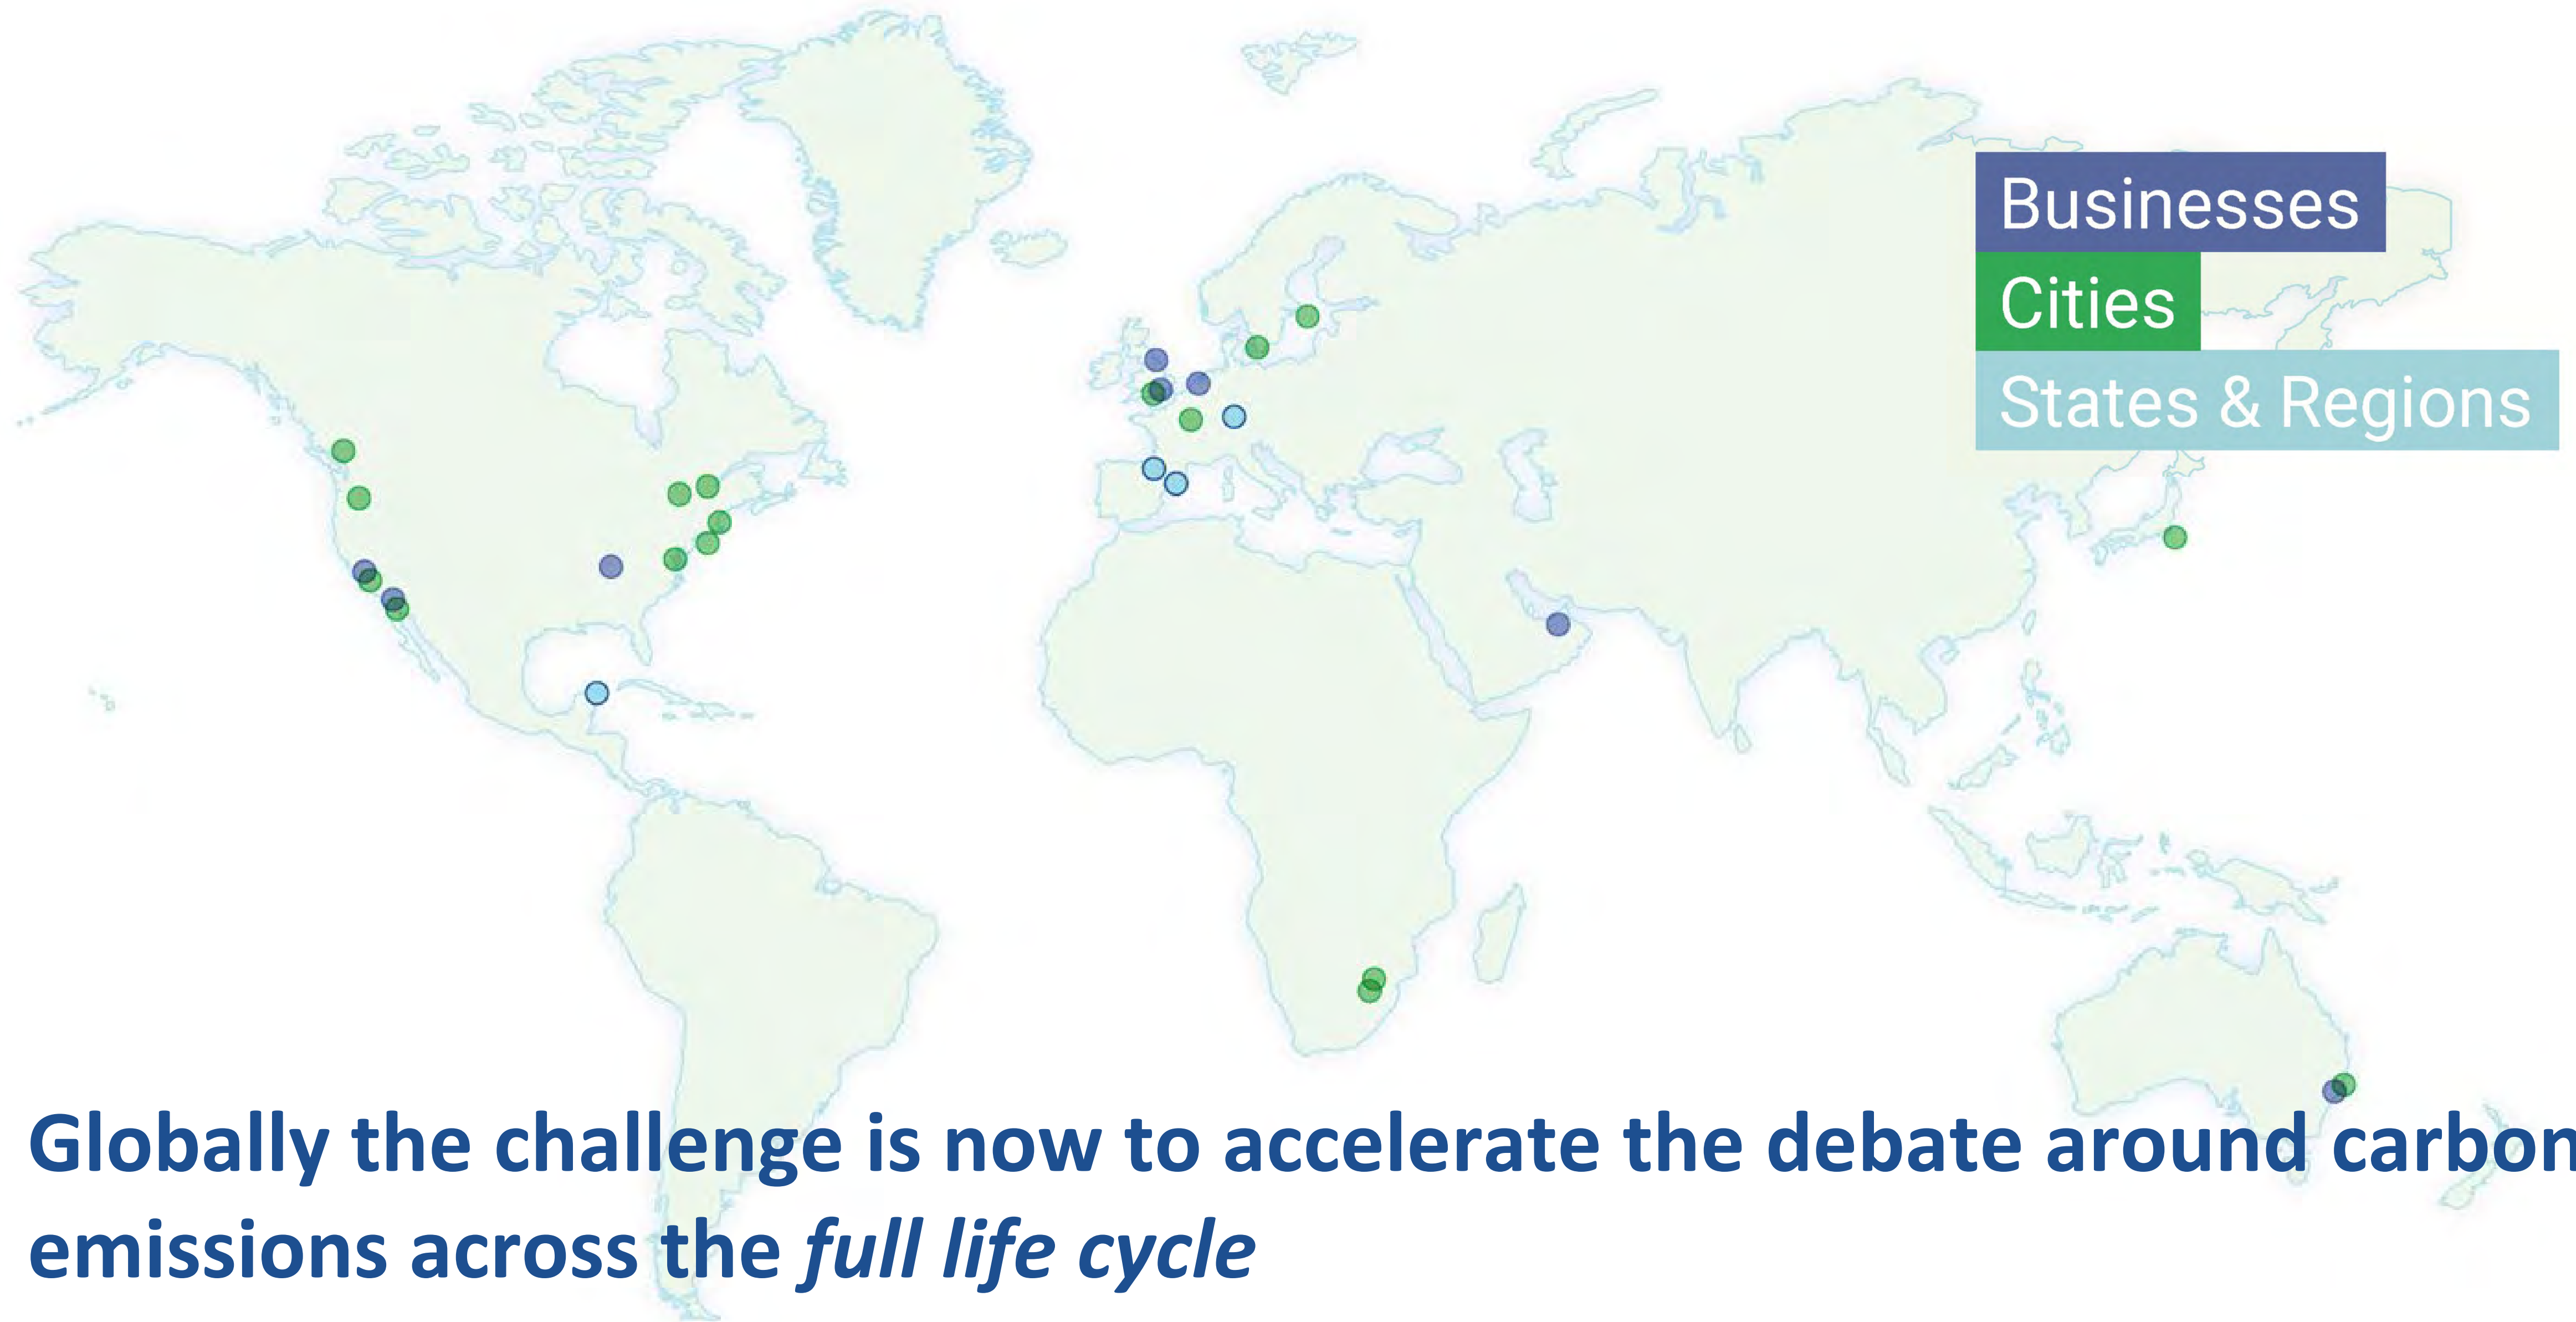 Businesses
Cities
States & Regions
Globally the challenge is now to accelerate the debate around carbon
emissions across the full life cycle